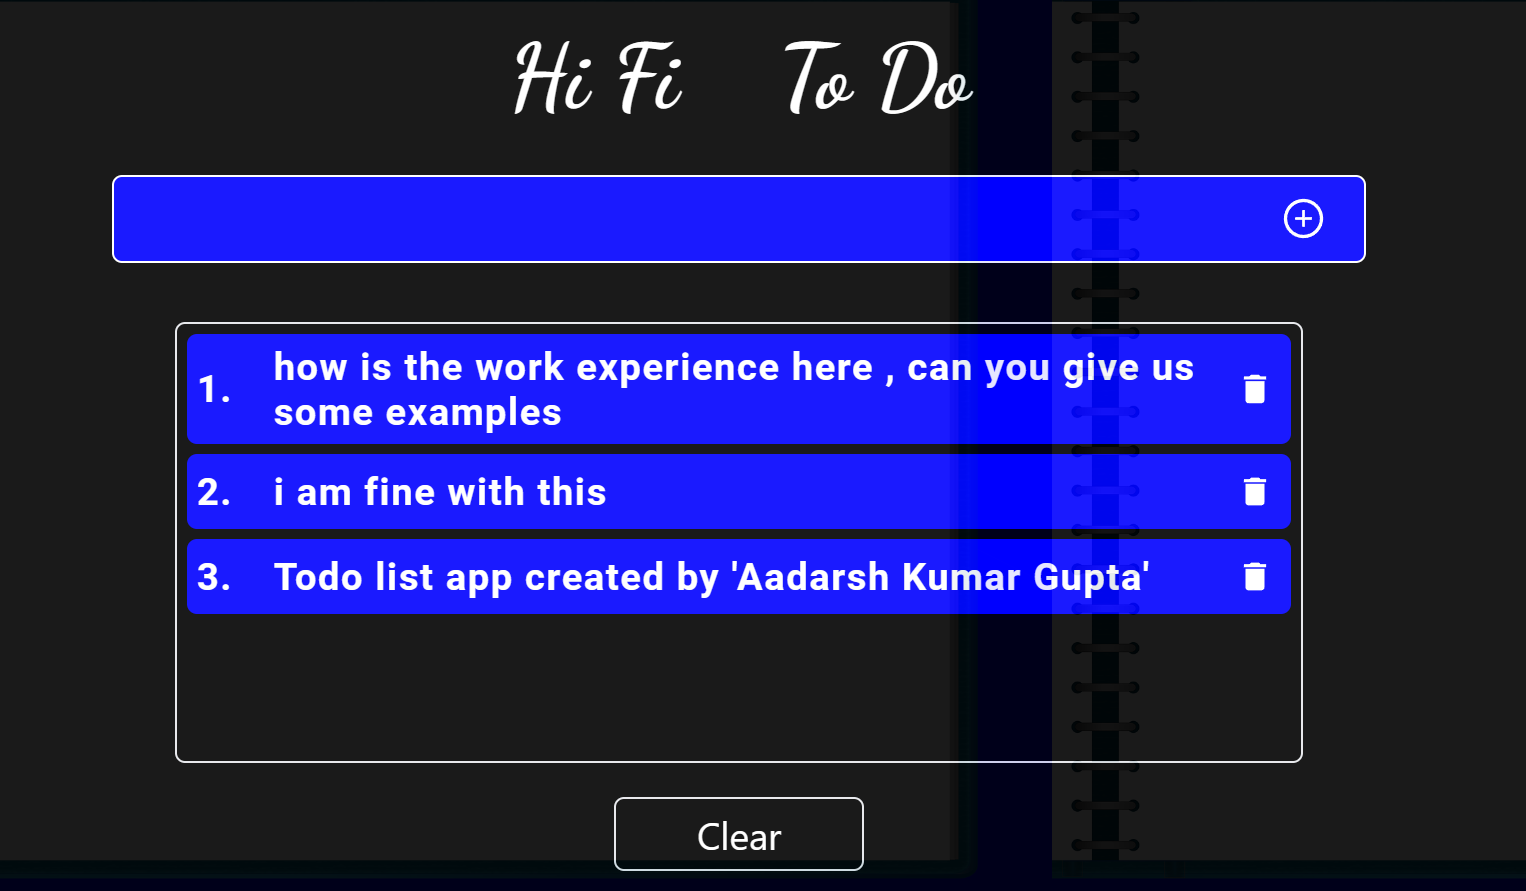 Hi Fi To Do
1. how is the work experience here , can you give us
some examples
2. i am fine with this
3. Todo list app created by 'Aadarsh Kumar Gupta'
Clear